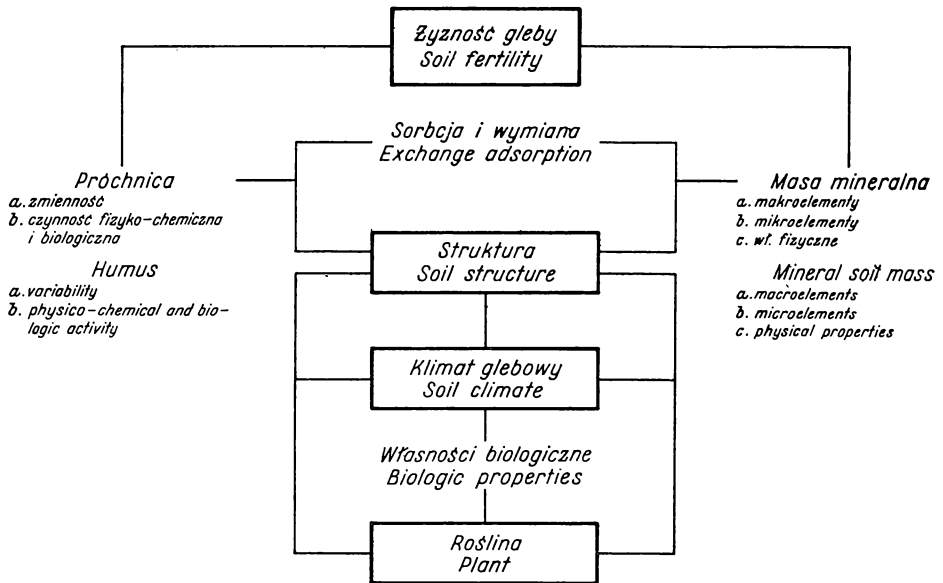 Żyzność gleby
Soil fertility
Sorbcja i wymiana
Exchange adsorption
Próchnica
a. zmienność
b. czynność fizyko-chemiczna
i biologiczna
Humus
a. variability
b. physico-chemical and bio-
logic activity
Masa mineralna
a. makroelementy
b. mikroelementy
c. wł. fizyczne
Mineral soil mass
a. macroelements
b. microelements
c. physical properties
Struktura
Soil structure
Klimat glebowy
Soil climate
Własności biologiczne
Biologic properties
Roślina
Plant